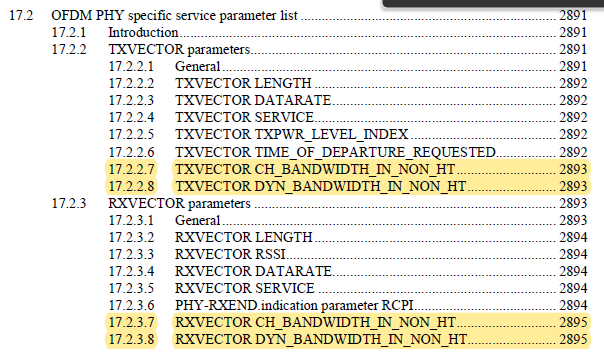 17.2 OFDM PHY specific service parameter list 2891
17.2.1 Introduction 2891
17.2.2 TXVECTOR parameters 2891
17.2.2.1 General 2891
17.2.2.2 TXVECTOR LENGTH 2892
17.2.2.3 TXVECTOR DATARATE 2892
17.2.2.4 TXVECTOR SERVICE 2892
17.2.2.5 TXVECTOR TXPWR_LEVEL_INDEX 2892
17.2.2.6 TXVECTOR TIME_OF_DEPARTURE_REQUESTED 2892
17.2.2.7 TXVECTOR CH_BANDWIDTH_IN_NON_HT 2893
17.2.2.8 TXVECTOR DYN_BANDWIDTH_IN_NON_HT 2893
17.2.3 RXVECTOR parameters 2893
17.2.3.1 General 2893
17.2.3.2 RXVECTOR LENGTH 2894
17.2.3.3 RXVECTOR RSSI 2894
17.2.3.4 RXVECTOR DATARATE 2894
17.2.3.5 RXVECTOR SERVICE 2894
17.2.3.6 PHY-RXEND.indication parameter RCPI 2894
17.2.3.7 RXVECTOR CH_BANDWIDTH_IN_NON_HT 2895
17.2.3.8 RXVECTOR DYN_BANDWIDTH_IN_NON_HT 2895